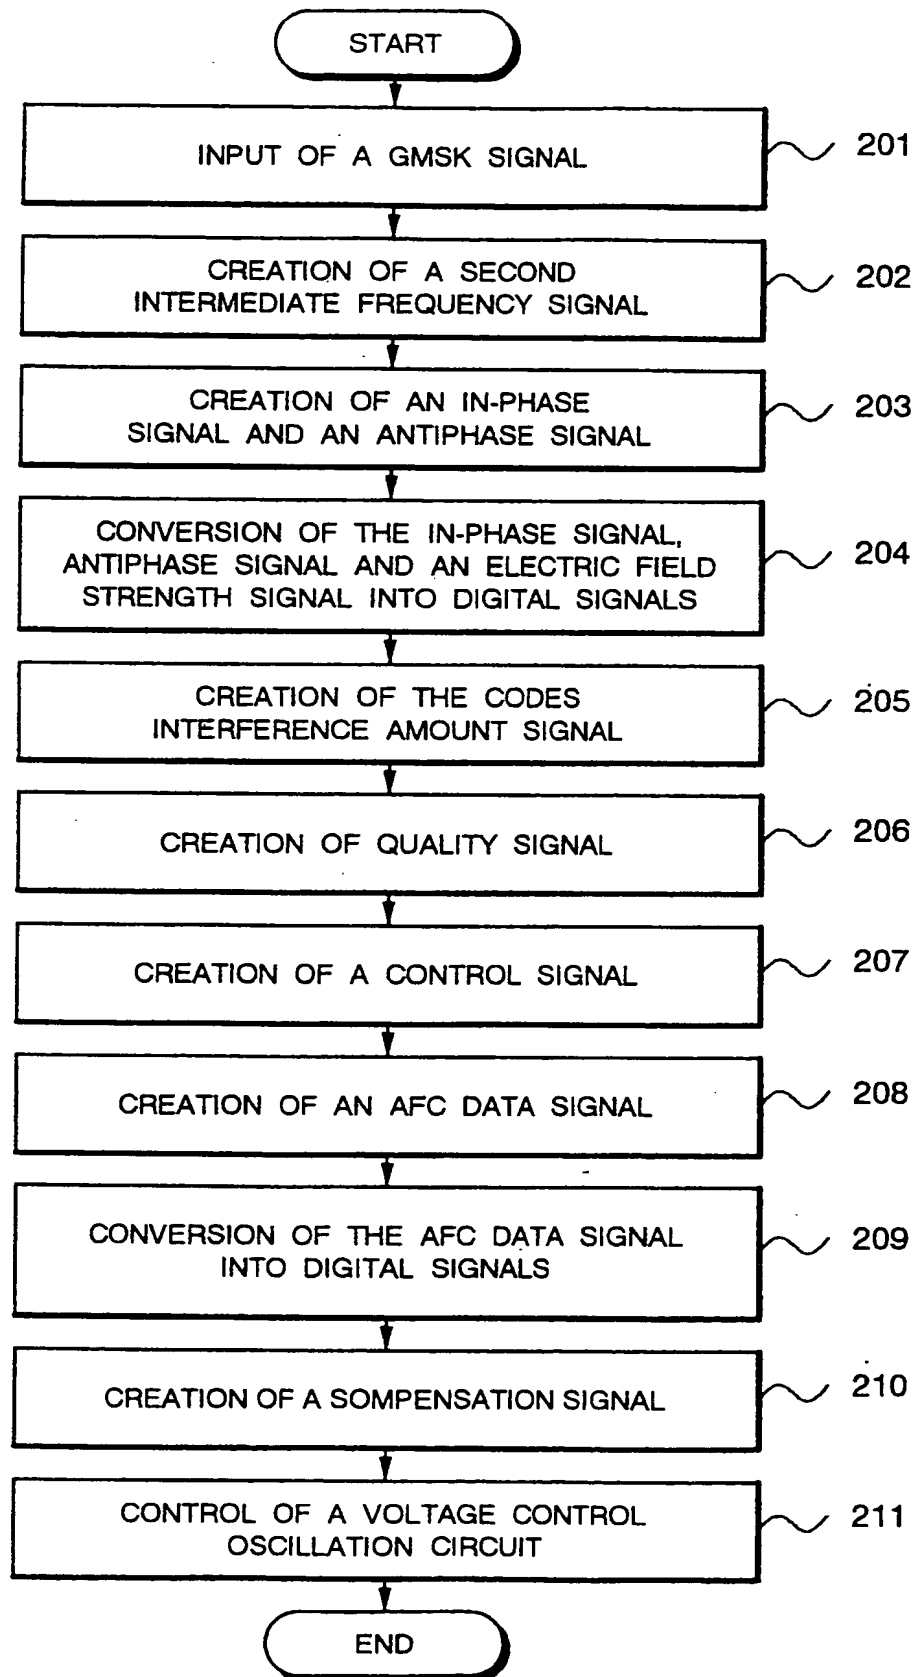 START
INPUT OF A GMSK SIGNAL
201
CREATION OF A SECOND
INTERMEDIATE FREQUENCY SIGNAL
202
CREATION OF AN IN-PHASE
SIGNAL AND AN ANTIPHASE SIGNAL
203
CONVERSION OF THE IN-PHASE SIGNAL,
ANTIPHASE SIGNAL AND AN ELECTRIC FIELD
STRENGTH SIGNAL INTO DIGITAL SIGNALS
204
CREATION OF THE CODES
INTERFERENCE AMOUNT SIGNAL
205
CREATION OF QUALITY SIGNAL
206
CREATION OF A CONTROL SIGNAL
207
CREATION OF AN AFC DATA SIGNAL
208
CONVERSION OF THE AFC DATA SIGNAL
INTO DIGITAL SIGNALS
209
CREATION OF A SOMPENSATION SIGNAL
210
CONTROL OF A VOLTAGE CONTROL
OSCILLATION CIRCUIT
211
END